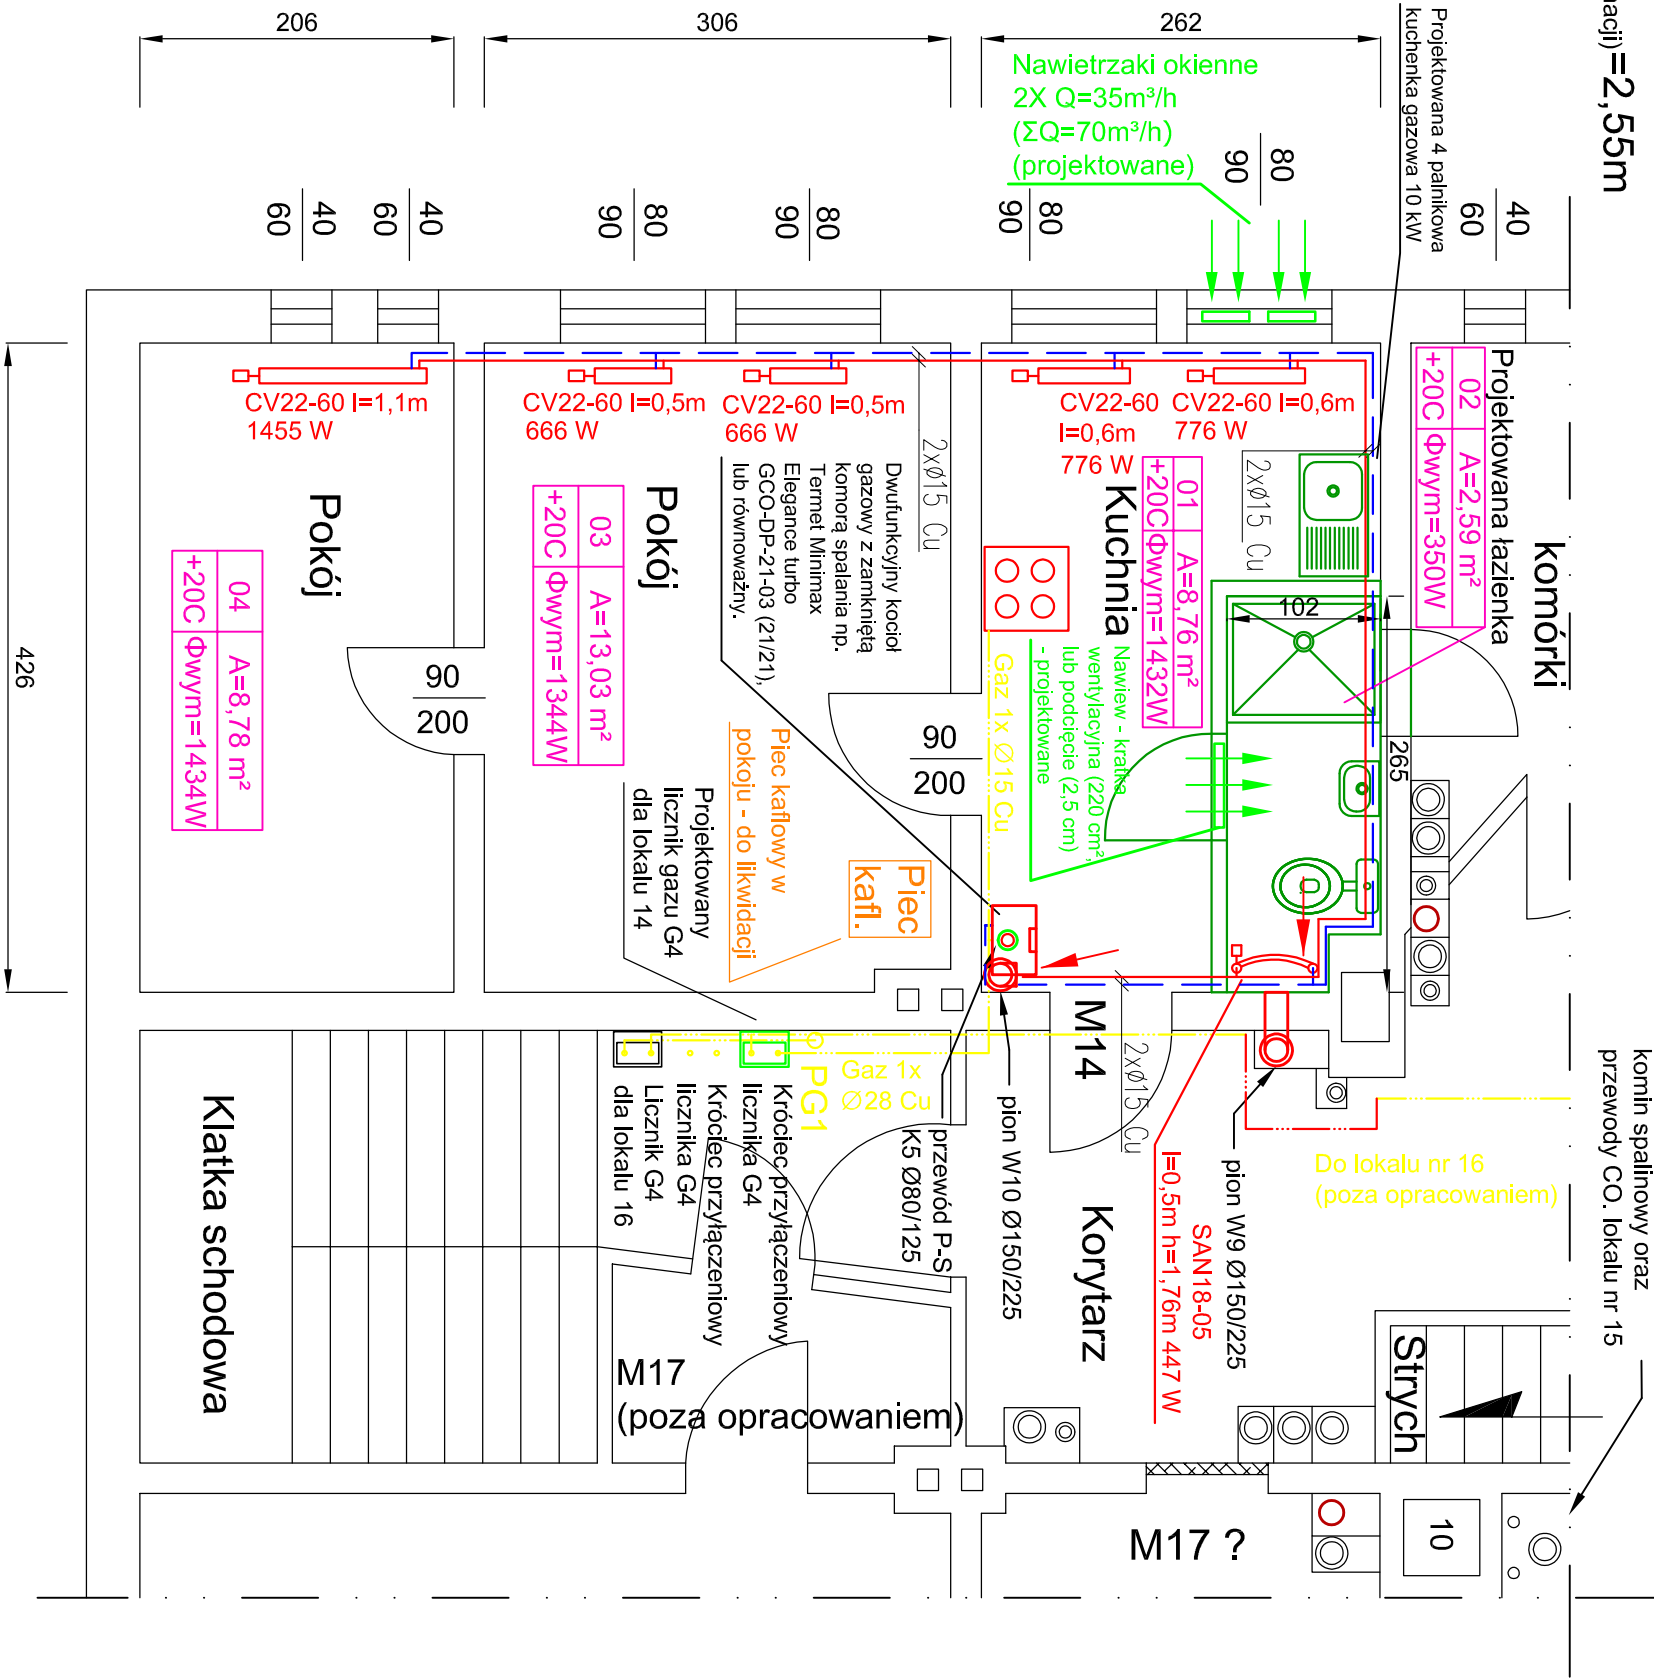 206
306
262
nacji)=2,55m
Projektowana 4 palnikowa
kuchenka gazowa 10 kW
Nawietrzaki okienne
2X Q=35m³/h
(ΣQ=70m³/h)
(projektowane)
80
90
40
60
40
60
40
60
80
90
80
90
80
90
CV22-60 l=1,1m
1455 W
CV22-60 l=0,5m
666 W
CV22-60 l=0,5m
666 W
CV22-60
l=0,6m
776 W
CV22-60 l=0,6m
776 W
2xø15 Cu
2xø15 Cu
Projektowana łazienka
02 A=2,59 m²
+20C Φwym=350W
komórki
01 A=8,76 m²
+20C Φwym=1432W
Kuchnia
Dwufunkcyjny kocioł
gazowy z zamkniętą
komorą spalania np.
Termet Minimax
Elegance turbo
GCO-DP-21-03 (21/21),
lub równoważny.
Pokój
03 A=13,03 m²
+20C Φwym=1344W
Pokój
04 A=8,78 m²
+20C Φwym=1434W
426
102
265
Nawiew - kratka
wentylacyjna (220 cm²,
lub podcięcie (2,5 cm)
- projektowane
Gaz 1x Ø15 Cu
90
200
90
200
Piec kaflowy w
pokoju - do likwidacji
Piec
kafl.
Projektowany
licznik gazu G4
dla lokalu 14
M14
2xø15 Cu
Gaz 1x
Ø28 Cu
PG1
Króciec przyłączeniowy
licznika G4
Króciec przyłączeniowy
licznika G4
Licznik G4
dla lokalu 16
przewód P-S
K5 Ø80/125
pion W10 Ø150/225
pion W9 Ø150/225
SAN18-05
l=0,5m h=1,76m 447 W
Do lokalu nr 16
(poza opracowaniem)
komin spalinowy oraz
przewody CO. lokalu nr 15
Klatka schodowa
Korytarz
Strych
M17
(poza opracowaniem)
M17 ?
10